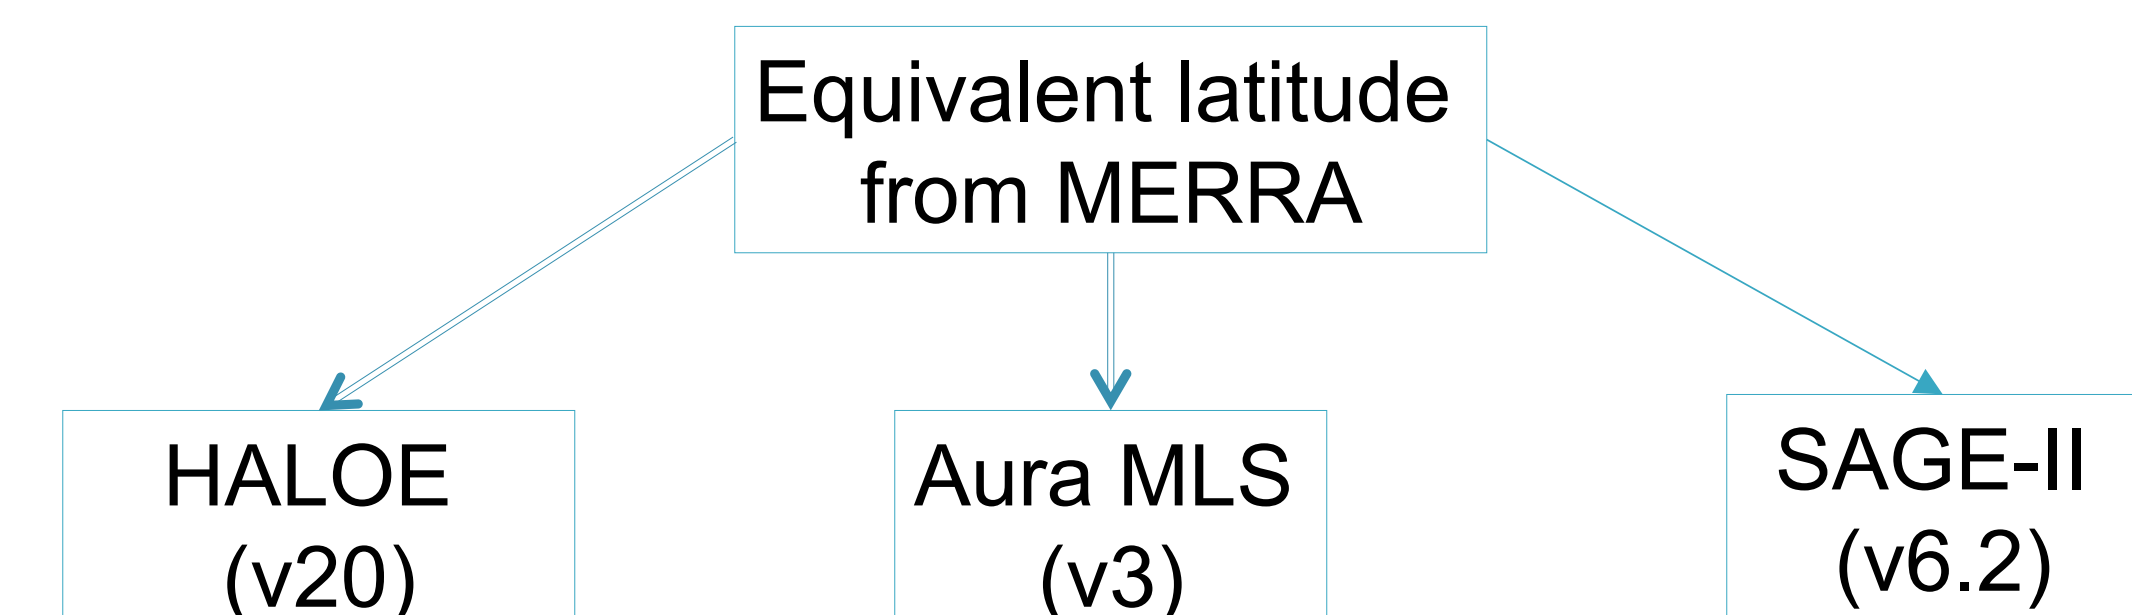 Equivalent latitude
from MERRA
HALOE
(v20)
Aura MLS
(v3)
SAGE-II
(v6.2)